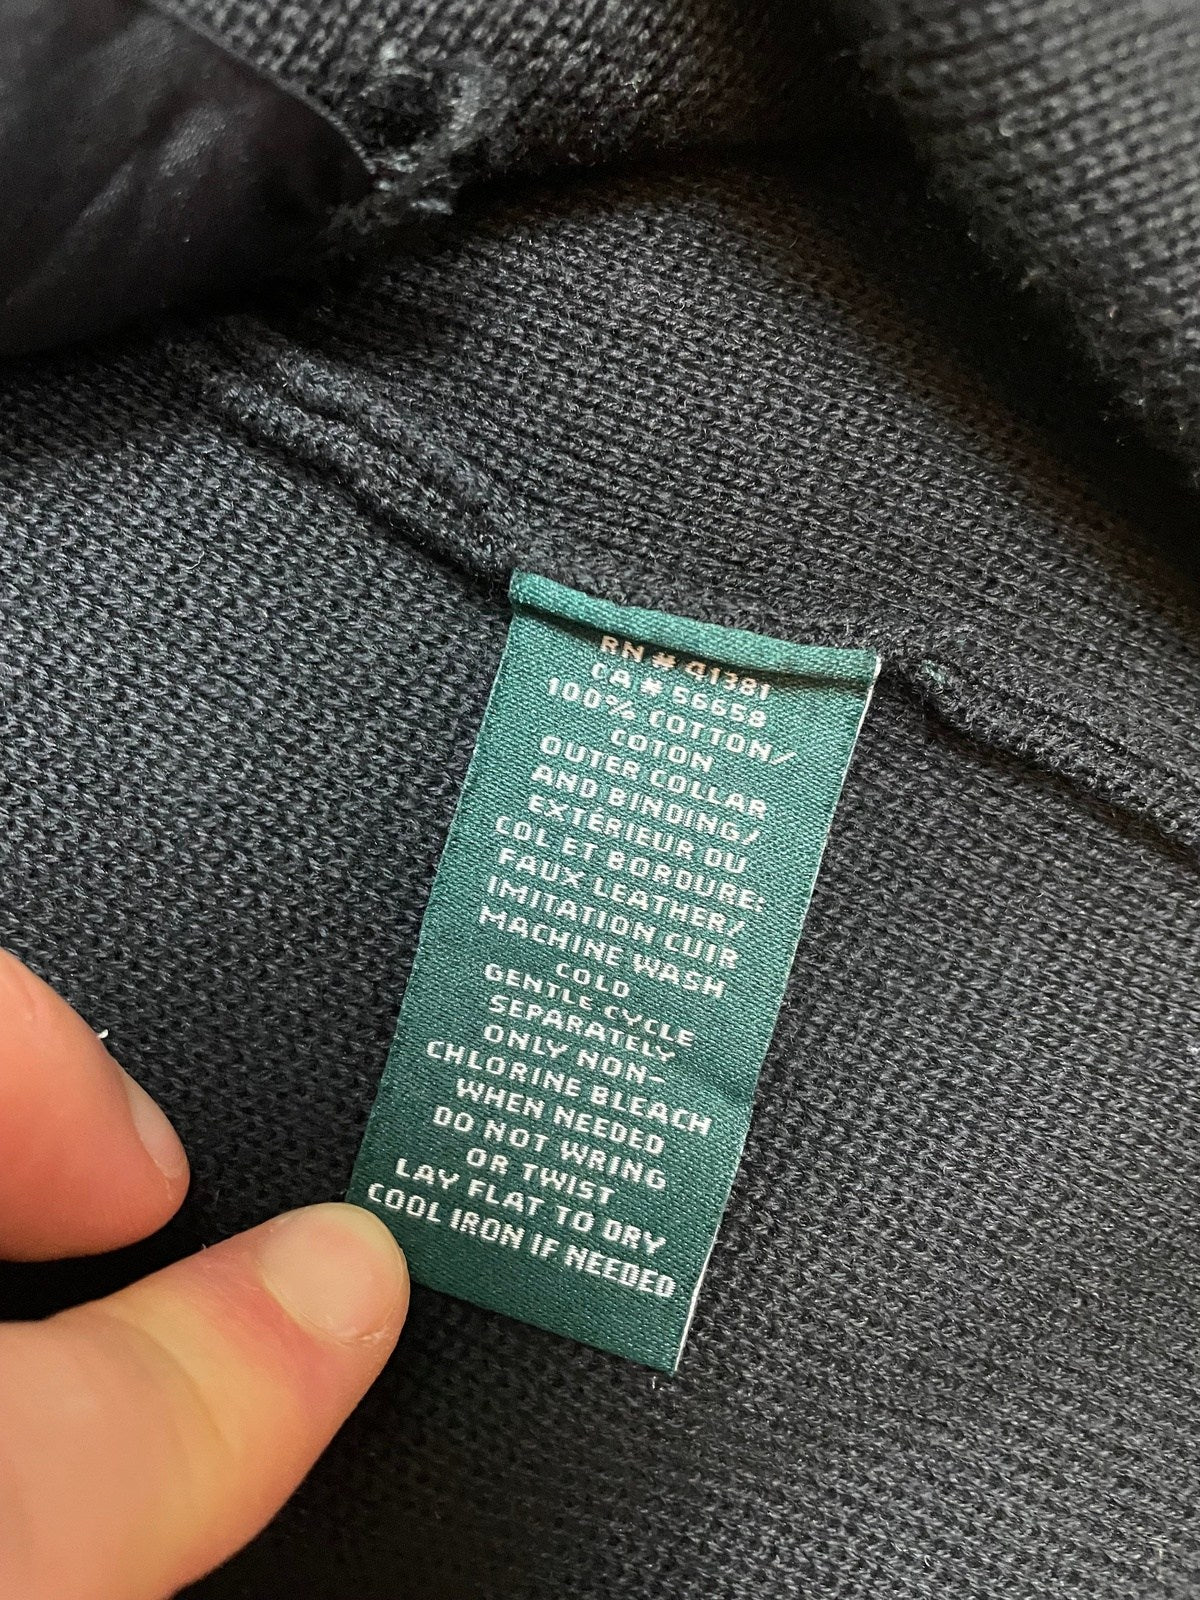 RN # 41381
CA # 56658
100% COTTON/
COTON
OUTER COLLAR
AND BINDING/
EXTÉRIEUR DU
COL ET BORDURE:
FAUX LEATHER/
IMITATION CUIR
MACHINE WASH
COLD
GENTLE CYCLE
SEPARATELY
ONLY NON-
CHLORINE BLEACH
WHEN NEEDED
DO NOT WRING
OR TWIST
LAY FLAT TO DRY
COOL IRON IF NEEDED